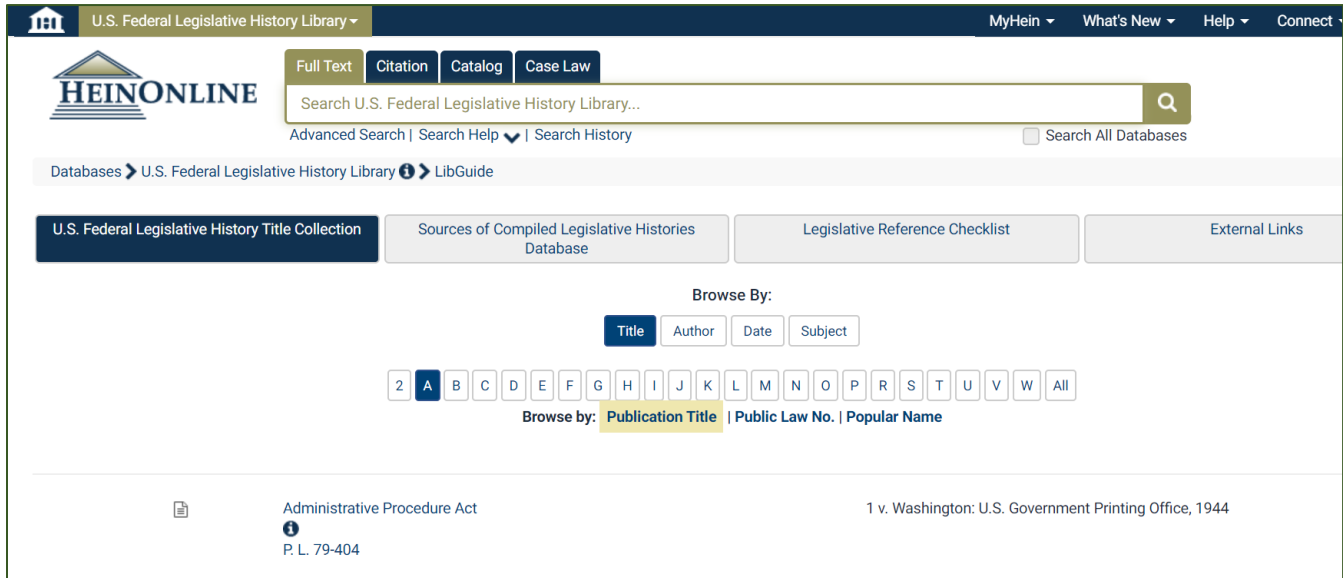 U.S. Federal Legislative History Library MyHein What's New Help Connect
HEINONLINE
Full Text Citation Catalog Case Law
Search U.S. Federal Legislative History Library...
Advanced Search | Search Help | Search History Search All Databases
Databases U.S. Federal Legislative History Library LibGuide
U.S. Federal Legislative History Title Collection
Sources of Compiled Legislative Histories
Database
Legislative Reference Checklist
External Links
Browse By:
Title Author Date Subject
2 A B C D E F G H I J K L M N O P R S T U V W All
Browse by: Publication Title | Public Law No. | Popular Name
Administrative Procedure Act 1 v. Washington: U.S. Government Printing Office, 1944
P. L. 79-404